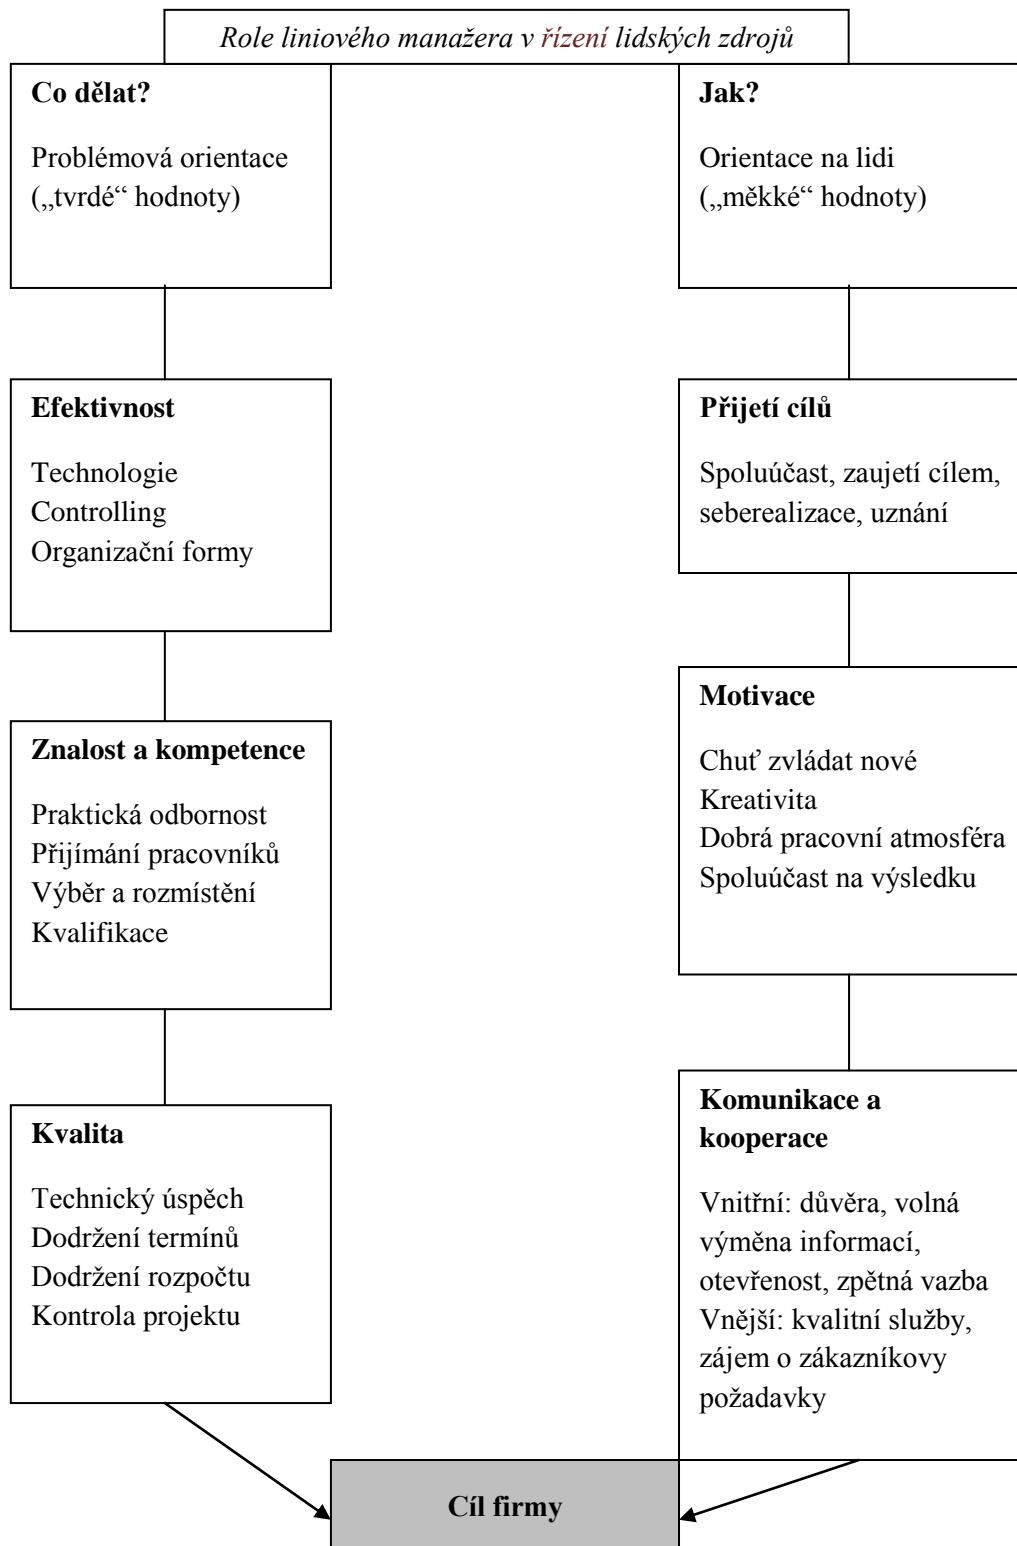 Role liniového manažera v řízení lidských zdrojů
Co dělat?
Problémová orientace
(„tvrdé“ hodnoty)
Jak?
Orientace na lidi
(„měkké“ hodnoty)
Efektivnost
Technologie
Controlling
Organizační formy
Přijetí cílů
Spoluúčast, zaujetí cílem,
seberealizace, uznání
Znalost a kompetence
Praktická odbornost
Přijímání pracovníků
Výběr a rozmístění
Kvalifikace
Motivace
Chuť zvládat nové
Kreativita
Dobrá pracovní atmosféra
Spoluúčast na výsledku
Kvalita
Technický úspěch
Dodržení termínů
Dodržení rozpočtu
Kontrola projektu
Komunikace a
kooperace
Vnitřní: důvěra, volná
výměna informací,
otevřenost, zpětná vazba
Vnější: kvalitní služby,
zájem o zákazníkovy
požadavky
Cíl firmy